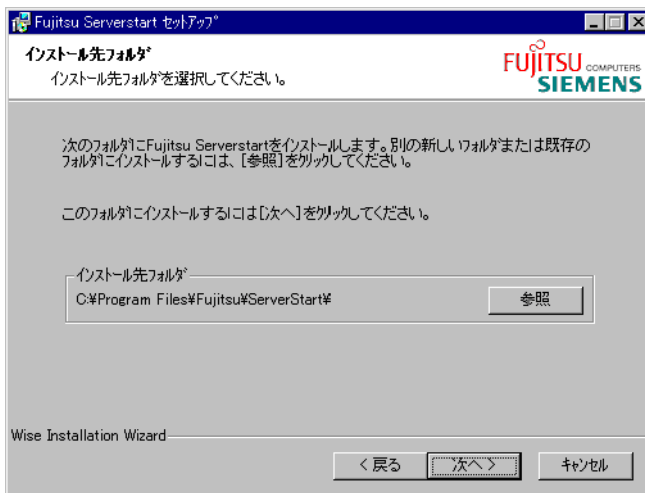 Fujitsu Serverstart ｾｯﾄｱｯﾌﾟ
ｲﾝｽﾄｰﾙ先ﾌｫﾙﾀﾞ
ｲﾝｽﾄｰﾙ先ﾌｫﾙﾀﾞを選択してください。
FUJITSU COMPUTERS
SIEMENS
次のﾌｫﾙﾀﾞにFujitsu Serverstartをｲﾝｽﾄｰﾙします。別の新しいﾌｫﾙﾀﾞまたは既存の
ﾌｫﾙﾀﾞにｲﾝｽﾄｰﾙするには、[参照]をｸﾘｯｸしてください。
このﾌｫﾙﾀﾞにｲﾝｽﾄｰﾙするには[次へ]をｸﾘｯｸしてください。
ｲﾝｽﾄｰﾙ先ﾌｫﾙﾀﾞ
C:¥Program Files¥Fujitsu¥ServerStart¥
参照
Wise Installation Wizard
< 戻る
次へ >
ｷｬﾝｾﾙ